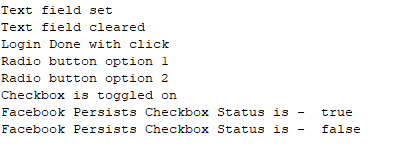 Text field set
Text field cleared
Login Done with click
Radio button option 1
Radio button option 2
Checkbox is toggled on
Facebook Persists Checkbox Status is -  true
Facebook Persists Checkbox Status is -  false